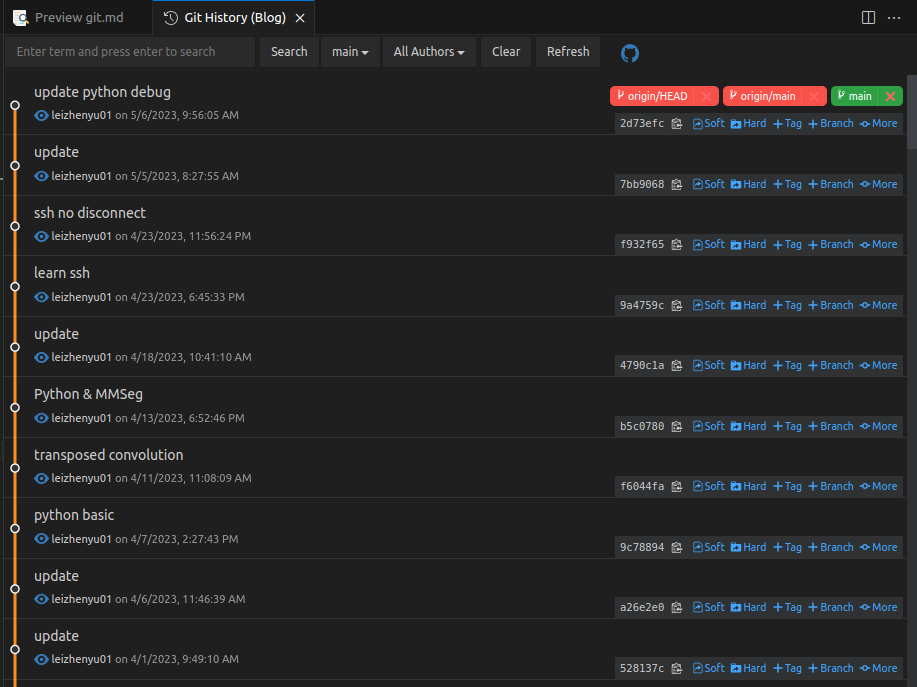 Preview git.md Git History (Blog)
Enter term and press enter to search Search main All Authors Clear Refresh
update python debug
origin/HEAD origin/main main
leizhenyu01 on 5/6/2023, 9:56:05 AM
2d73efc Soft Hard +Tag +Branch More
update
leizhenyu01 on 5/5/2023, 8:27:55 AM
7bb9068 Soft Hard +Tag +Branch More
ssh no disconnect
leizhenyu01 on 4/23/2023, 11:56:24 PM
f932f65 Soft Hard +Tag +Branch More
learn ssh
leizhenyu01 on 4/23/2023, 6:45:33 PM
9a4759c Soft Hard +Tag +Branch More
update
leizhenyu01 on 4/18/2023, 10:41:10 AM
4790c1a Soft Hard +Tag +Branch More
Python & MMSeg
leizhenyu01 on 4/13/2023, 6:52:46 PM
b5c0780 Soft Hard +Tag +Branch More
transposed convolution
leizhenyu01 on 4/11/2023, 11:08:09 AM
f6044fa Soft Hard +Tag +Branch More
python basic
leizhenyu01 on 4/7/2023, 2:27:43 PM
9c78894 Soft Hard +Tag +Branch More
update
leizhenyu01 on 4/6/2023, 11:46:39 AM
a26e2e0 Soft Hard +Tag +Branch More
update
leizhenyu01 on 4/1/2023, 9:49:10 AM
528137c Soft Hard +Tag +Branch More